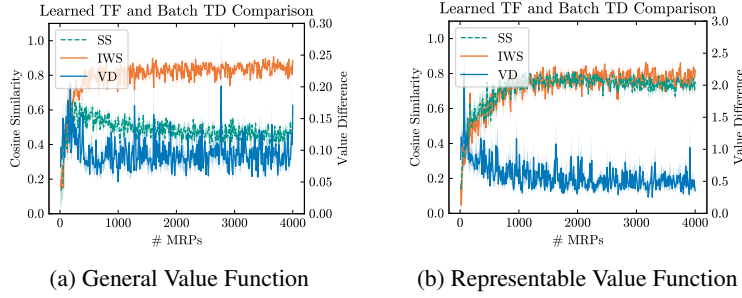 Learned TF and Batch TD Comparison
SS
IWS
VD
Cosine Similarity
1.0
0.8
0.6
0.4
0.2
0.0
0.30
0.25
0.20
0.15
0.10
0.05
0.00
Value Difference
0
1000
2000
3000
4000
# MRPs
(a) General Value Function
Learned TF and Batch TD Comparison
SS
IWS
VD
Cosine Similarity
1.0
0.8
0.6
0.4
0.2
0.0
3.0
2.5
2.0
1.5
1.0
0.5
0.0
Value Difference
0
1000
2000
3000
4000
# MRPs
(b) Representable Value Function